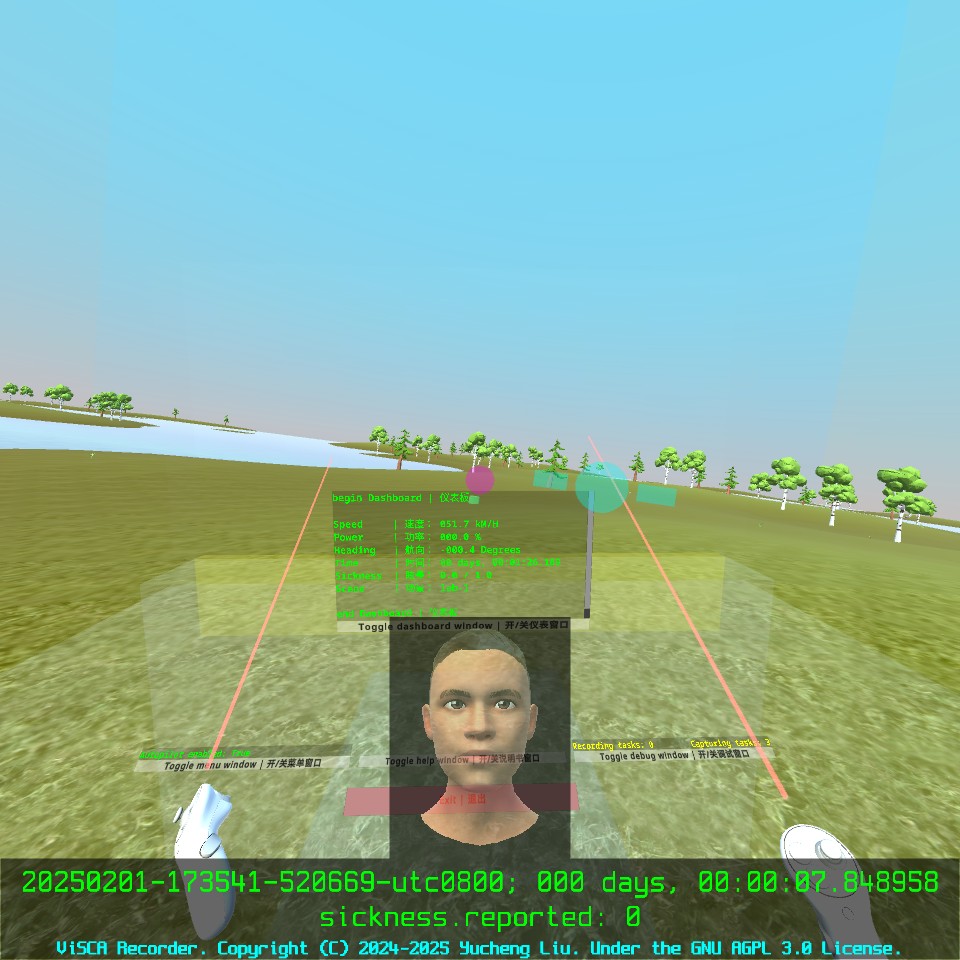 begin Dashboard | 仪表板
Speed | 速度： 051.7 kM/H
Power | 功率： 000.0 %
Heading | 航向： -000.4 Degrees
Time
Sickness
Toggle dashboard window | 开/关仪表窗口
Recording tasks: 0 Capturing tasks: 3
Toggle menu window | 开/关菜单窗口
Toggle help window | 开/关说明书窗口
Toggle debug window | 开/关调试窗口
Exit | 退出
20250201-173541-520669-utc0800; 000 days, 00:00:07.848958
sickness.reported: 0
ViSCA Recorder. Copyright (C) 2024-2025 Yucheng Liu. Under the GNU AGPL 3.0 License.